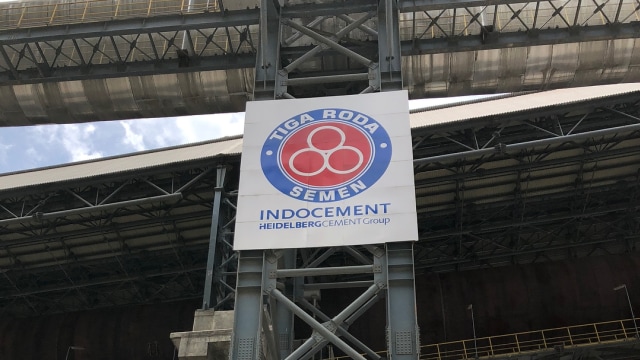 TIGA RODA
SEMEN
INDOCEMENT
HEIDELBERGCEMENT Group